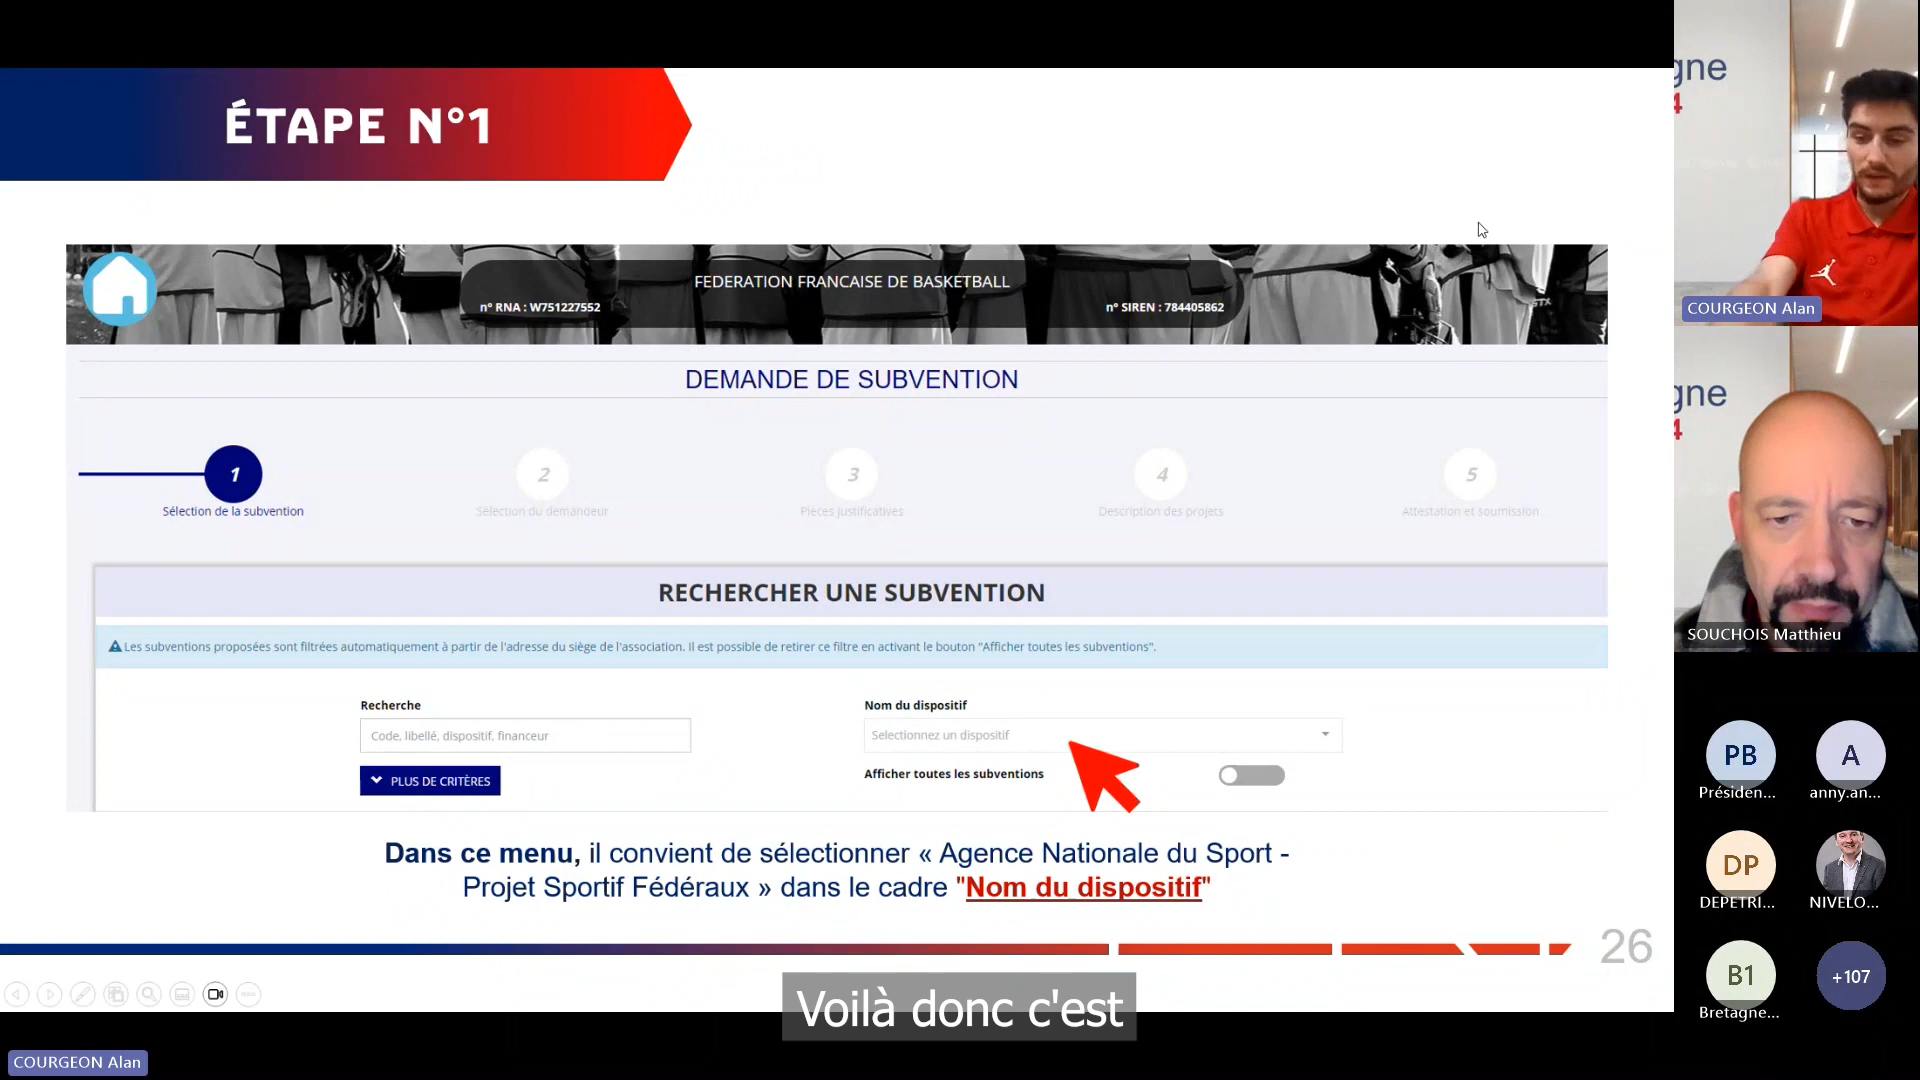 ÉTAPE N°1
FEDERATION FRANCAISE DE BASKETBALL
n° RNA : W751227552
n° SIREN : 784405862
DEMANDE DE SUBVENTION
1
2
3
4
5
Sélection de la subvention
Sélection du demandeur
Pièces justificatives
Description des projets
Attestation et soumission
RECHERCHER UNE SUBVENTION
Les subventions proposées sont filtrées automatiquement à partir de l'adresse du siège de l'association. Il est possible de retirer ce filtre en activant le bouton "Afficher toutes les subventions".
Recherche
Code, libellé, dispositif, financeur
PLUS DE CRITÈRES
Nom du dispositif
Selectionnez un dispositif
Afficher toutes les subventions
Dans ce menu, il convient de sélectionner « Agence Nationale du Sport -
Projet Sportif Fédéraux » dans le cadre "Nom du dispositif"
26
Voilà donc c'est
COURGEON Alan
gne
4
COURGEON Alan
gne
4
SOUCHOIS Matthieu
PB
Présiden...
A
anny.an...
DP
DEPETRI...
NIVELO...
B1
Bretagne...
+107